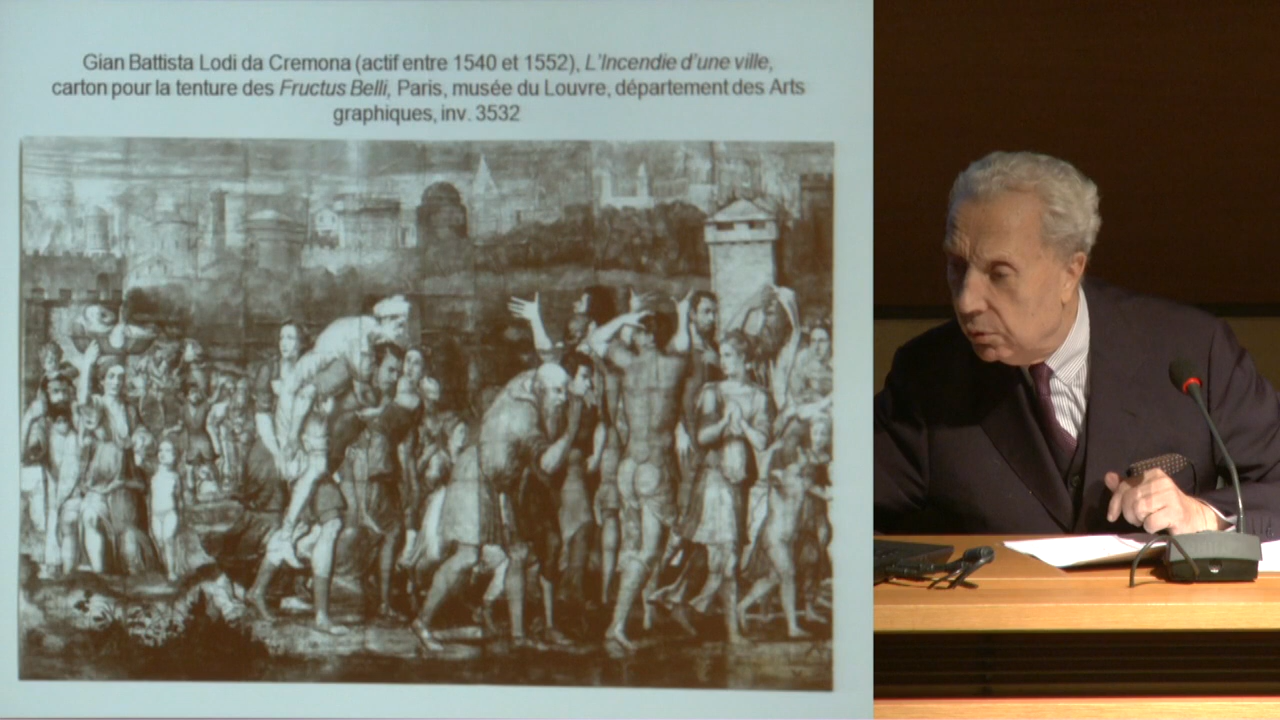 Gian Battista Lodi da Cremona (actif entre 1540 et 1552), L'Incendie d'une ville,
carton pour la tenture des Fructus Belli, Paris, musée du Louvre, département des Arts
graphiques, inv. 3532